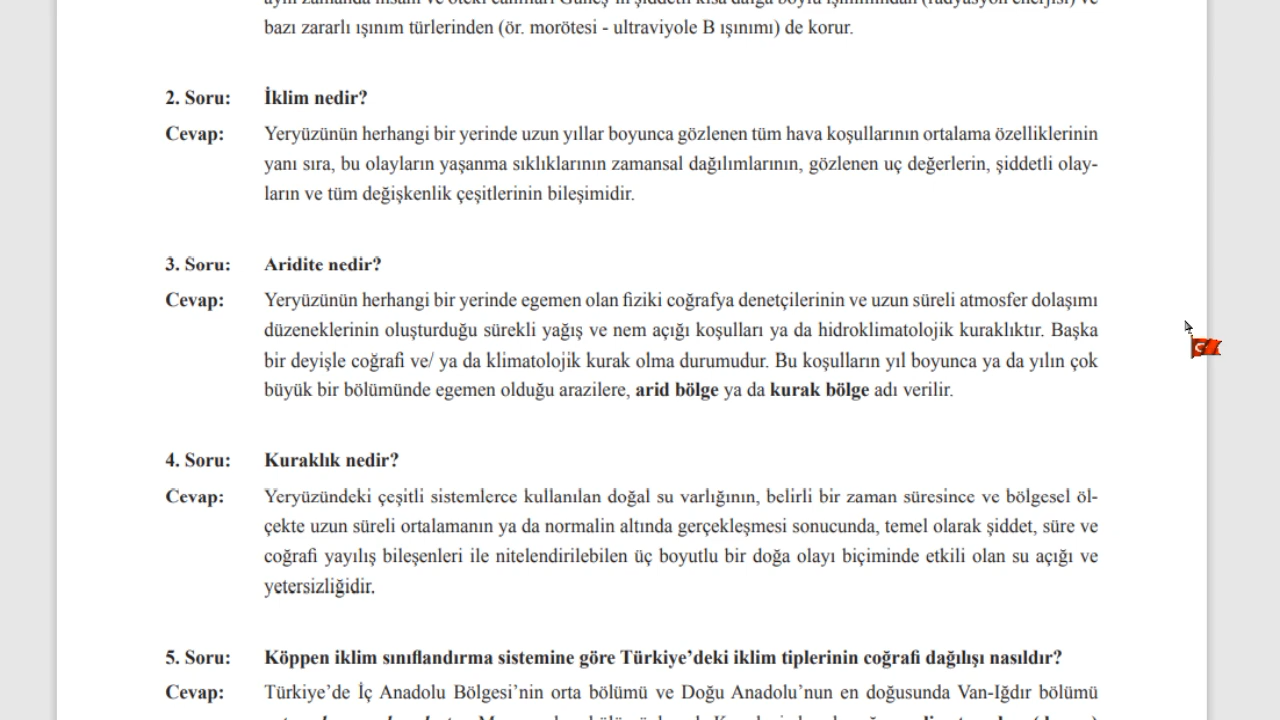 bazı zararlı ışınım türlerinden (ör. morötesi - ultraviyole B ışınımı) de korur.
2. Soru: İklim nedir?
Cevap: Yeryüzünün herhangi bir yerinde uzun yıllar boyunca gözlenen tüm hava koşullarının ortalama özelliklerinin
yanı sıra, bu olayların yaşanma sıklıklarının zamansal dağılımlarının, gözlenen uç değerlerin, şiddetli olay-
ların ve tüm değişkenlik çeşitlerinin bileşimidir.
3. Soru: Aridite nedir?
Cevap: Yeryüzünün herhangi bir yerinde egemen olan fiziki coğrafya denetçilerinin ve uzun süreli atmosfer dolaşımı
düzeneklerinin oluşturduğu sürekli yağış ve nem açığı koşulları ya da hidroklimatolojik kuraklıktır. Başka
bir deyişle coğrafi ve/ ya da klimatolojik kurak olma durumudur. Bu koşulların yıl boyunca ya da yılın çok
büyük bir bölümünde egemen olduğu arazilere, arid bölge ya da kurak bölge adı verilir.
4. Soru: Kuraklık nedir?
Cevap: Yeryüzündeki çeşitli sistemlerce kullanılan doğal su varlığının, belirli bir zaman süresince ve bölgesel öl-
çekte uzun süreli ortalamanın ya da normalin altında gerçekleşmesi sonucunda, temel olarak şiddet, süre ve
coğrafi yayılış bileşenleri ile nitelendirilebilen üç boyutlu bir doğa olayı biçiminde etkili olan su açığı ve
yetersizliğidir.
5. Soru: Köppen iklim sınıflandırma sistemine göre Türkiye'deki iklim tiplerinin coğrafi dağılışı nasıldır?
Cevap: Türkiye'de İç Anadolu Bölgesi'nin orta bölümü ve Doğu Anadolu'nun en doğusunda Van-Iğdır bölümü